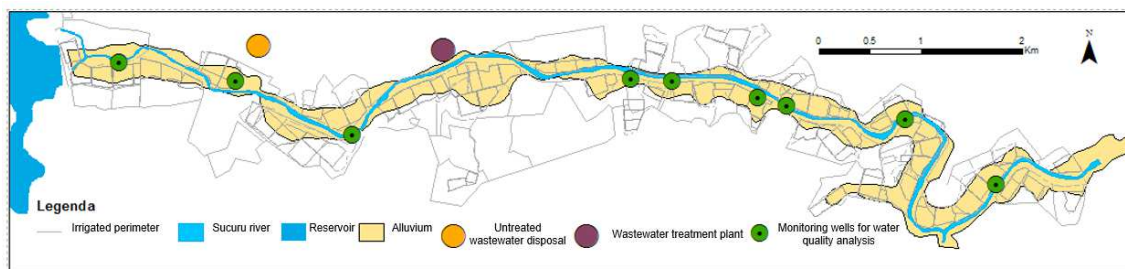 0 0.5 1 2
Km
N
Legenda
Irrigated perimeter
Sucuru river
Reservoir
Alluvium
Untreated
wastewater disposal
Wastewater treatment plant
Monitoring wells for water
quality analysis